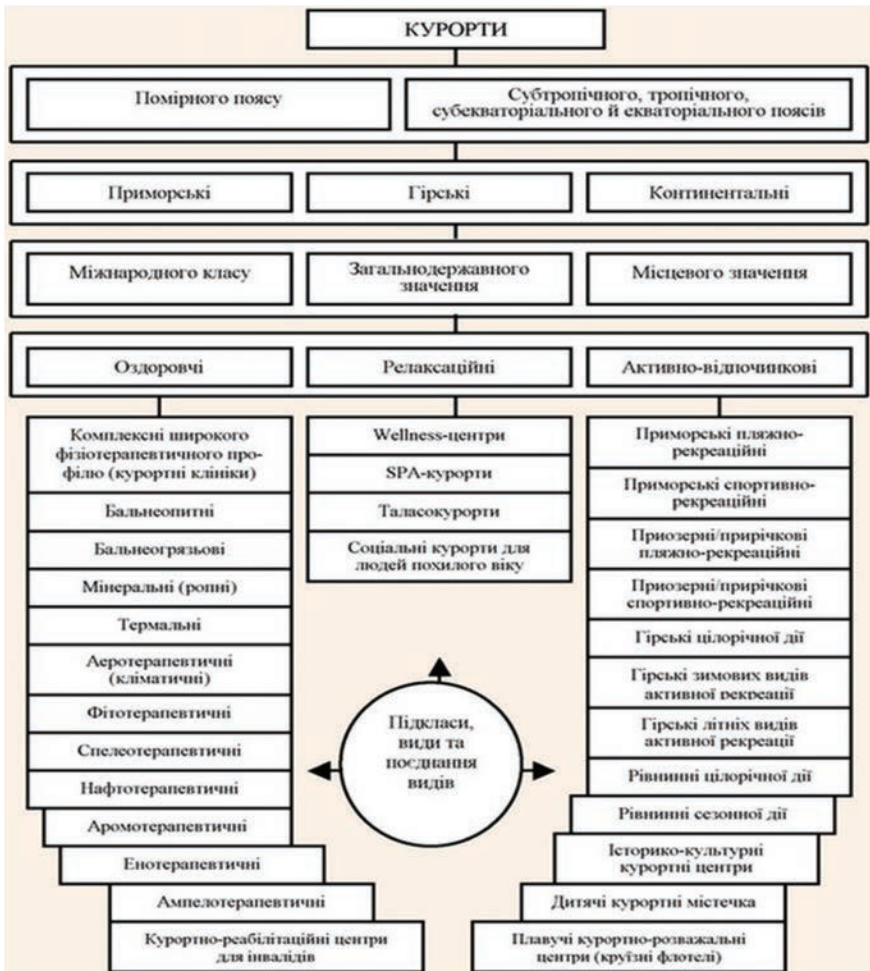 КУРОРТИ
Помірного поясу
Субтропічного, тропічного,
субекваторіального й екваторіального поясів
Приморські
Гірські
Континентальні
Міжнародного класу
Загальнодержавного
значення
Місцевого значення
Оздоровчі
Релаксаційні
Активно-відпочинкові
Комплексні широкого
фізіотерапевтичного про-
філю (курортні клініки)
Бальнеопитні
Бальнеогрязьові
Мінеральні (ропні)
Термальні
Аеротерапевтичні
(кліматичні)
Фітотерапевтичні
Спелеотерапевтичні
Нафтотерапевтичні
Аромотерапевтичні
Енотерапевтичні
Ампелотерапевтичні
Курортно-реабілітаційні центри
для інвалідів
Wellness-центри
SPA-курорти
Таласокурорти
Соціальні курорти для
людей похилого віку
Підкласи,
види та
поєднання
видів
Приморські пляжно-
рекреаційні
Приморські спортивно-
рекреаційні
Приозерні/прирічкові
пляжно-рекреаційні
Приозерні/прирічкові
спортивно-рекреаційні
Гірські цілорічної дії
Гірські зимових видів
активної рекреації
Гірські літніх видів
активної рекреації
Рівнинні цілорічної дії
Рівнинні сезонної дії
Історико-культурні
курортні центри
Дитячі курортні містечка
Плавучі курортно-розважальні
центри (круїзні флотелі)